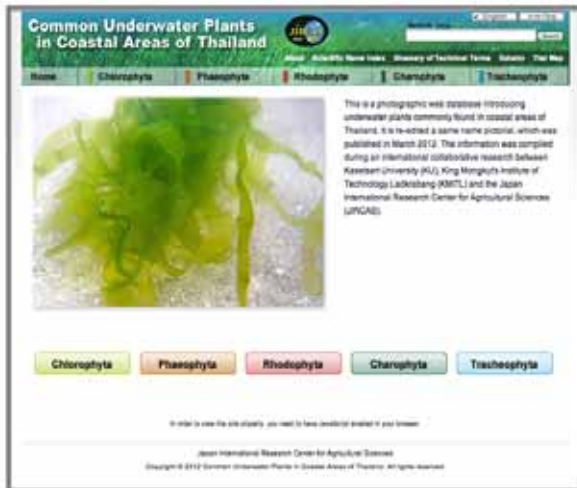 Common Underwater Plants
in Coastal Areas of Thailand
English
Search
About Scientific Name Index Glossary of Technical Terms Thai Map
Home Chlorophyta Phaeophyta Rhodophyta Charophyta Tracheophyta
This is a photographic web database introducing
underwater plants commonly found in coastal areas of
Thailand. It is re-edited a same name pictorial, which was
published in March 2012. The information was compiled
during an international collaborative research between
Kasetsart University (KU), King Mongkut's Institute of
Technology Ladkrabang (KMITL) and the Japan
International Research Center for Agricultural Sciences
(JIRCAS).
Chlorophyta Phaeophyta Rhodophyta Charophyta Tracheophyta
In order to view the site properly, you need to have JavaScript enabled in your browser.
Japan International Research Center for Agricultural Sciences
Copyright © 2012 Common Underwater Plants in Coastal Areas of Thailand. All rights reserved.